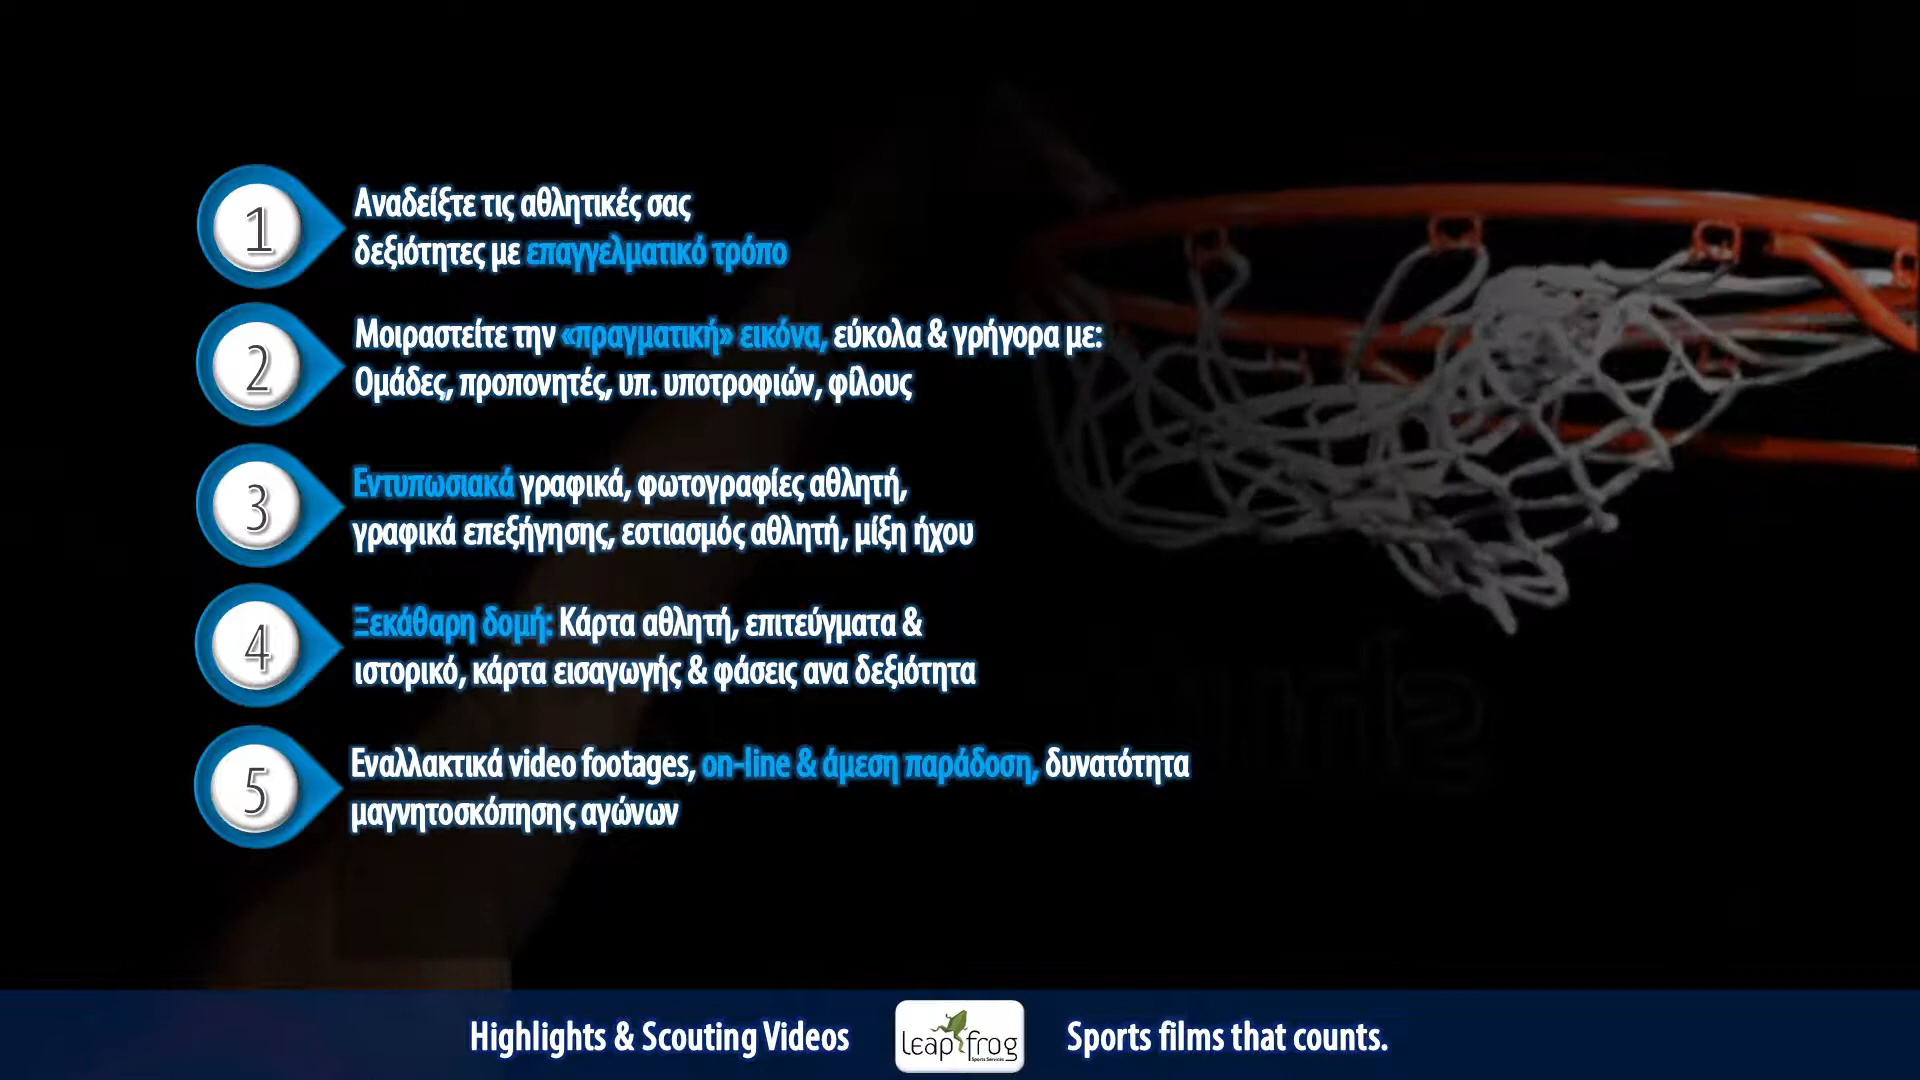 1
Αναδείξτε τις αθλητικές σας
δεξιότητες με επαγγελματικό τρόπο
2
Μοιραστείτε την «πραγματική» εικόνα, εύκολα & γρήγορα με:
Ομάδες, προπονητές, υπ. υποτροφιών, φίλους
3
Εντυπωσιακά γραφικά, φωτογραφίες αθλητή,
γραφικά επεξήγησης, εστιασμός αθλητή, μίξη ήχου
4
Ξεκάθαρη δομή: Κάρτα αθλητή, επιτεύγματα &
ιστορικό, κάρτα εισαγωγής & φάσεις ανα δεξιότητα
5
Εναλλακτικά video footages, on-line & άμεση παράδοση, δυνατότητα
μαγνητοσκόπησης αγώνων
Highlights & Scouting Videos
leapfrog
Sports Services
Sports films that counts.